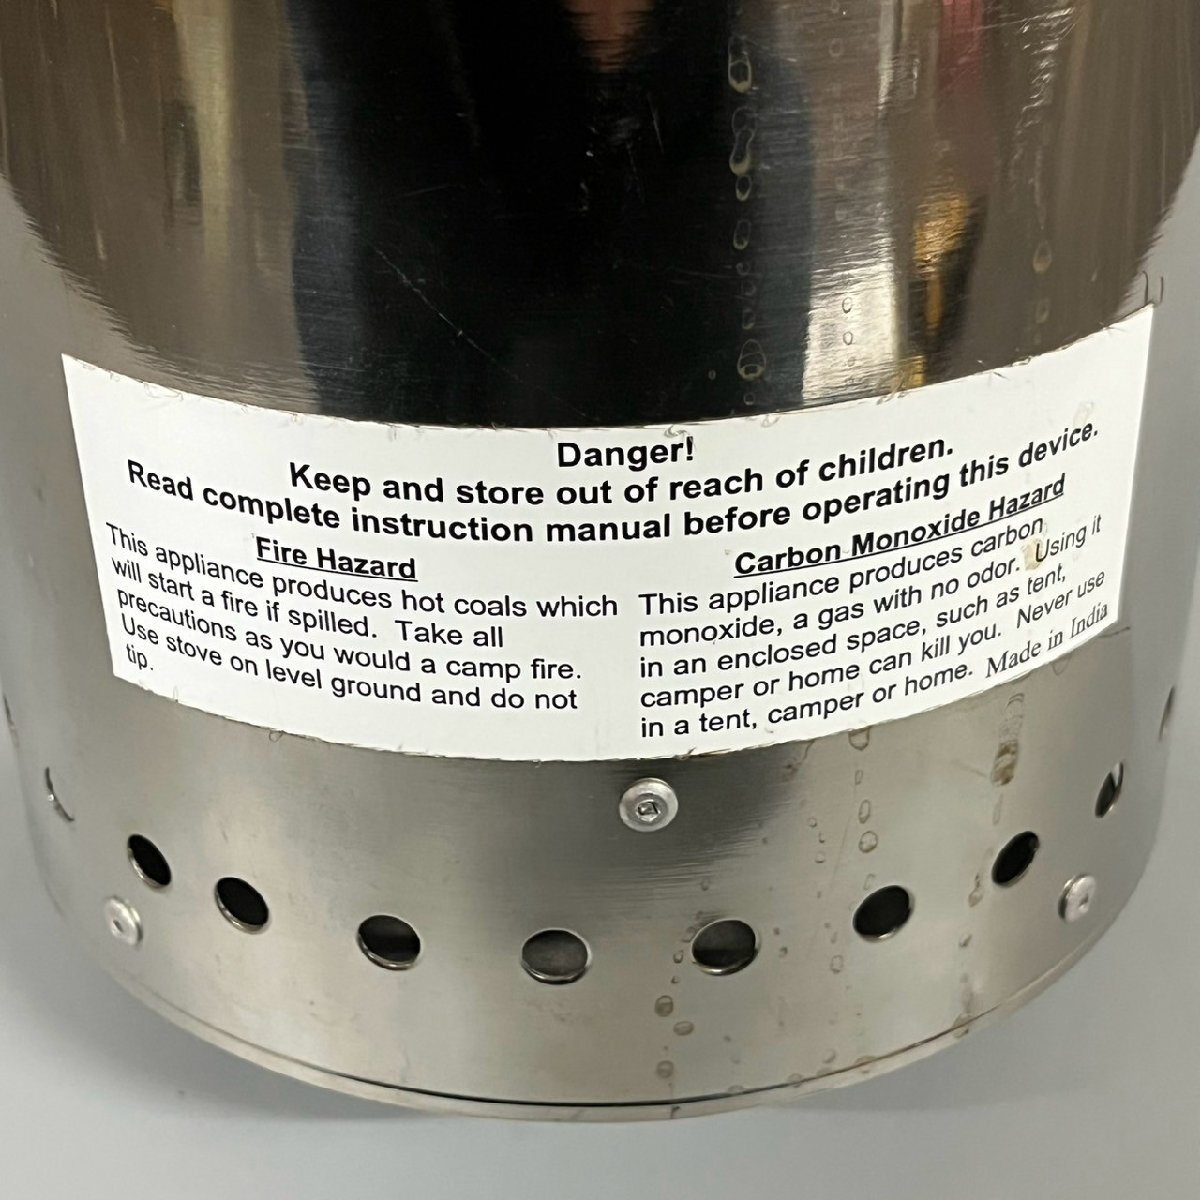 Danger!
Keep and store out of reach of children.
Read complete instruction manual before operating this device.
Fire Hazard
This appliance produces hot coals which
will start a fire if spilled. Take all
precautions as you would a camp fire.
Use stove on level ground and do not
tip.
Carbon Monoxide Hazard
This appliance produces carbon
monoxide, a gas with no odor. Using it
in an enclosed space, such as tent,
camper or home can kill you. Never use
in a tent, camper or home. Made in India